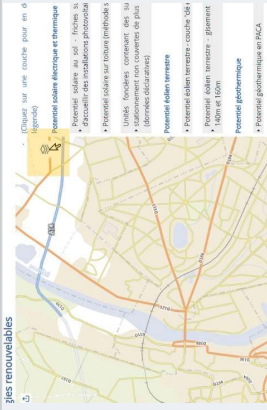 gies renouvelables
(Cliquez sur une couche pour en d
légende)
Potentiel solaire électrique et thermique
• Potentiel solaire au sol - friches su
d'accueillir des installations photovoltaï
• Potentiel solaire sur toiture (méthode s
Unités foncières contenant des su
• stationnement non couvertes de plus
(données déclaratives)
Potentiel éolien terrestre
• Potentiel éolien terrestre - couche 'clé
• Potentiel éolien terrestre - gisement
140m et 160m
Potentiel géothermique
• Potentiel géothermique en PACA